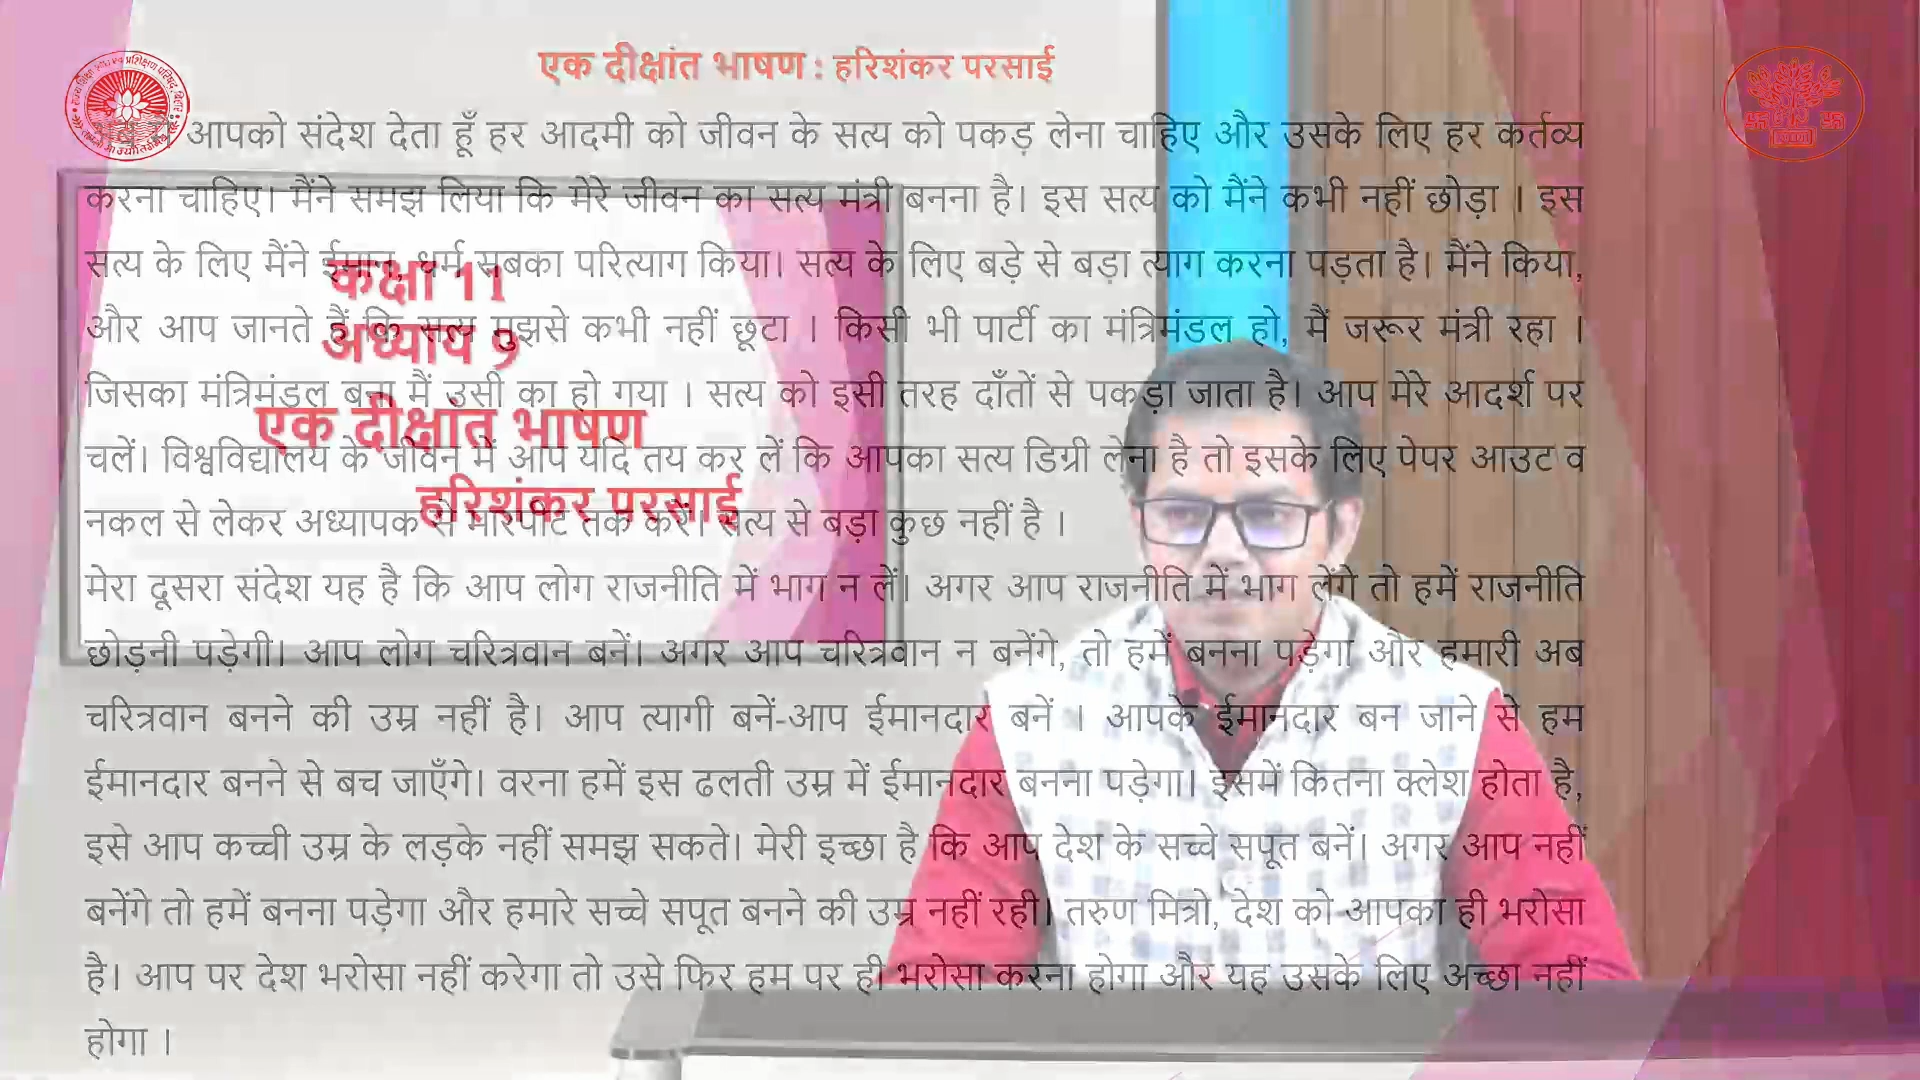 एक दीक्षांत भाषण : हरिशंकर परसाई
आपको संदेश देता हूँ हर आदमी को जीवन के सत्य को पकड़ लेना चाहिए और उसके लिए हर कर्तव्य
करना चाहिए। मैंने समझ लिया कि मेरे जीवन का सत्य मंत्री बनना है। इस सत्य को मैंने कभी नहीं छोड़ा । इस
सत्य के लिए मैंने ईमान, धर्म सबका परित्याग किया। सत्य के लिए बड़े से बड़ा त्याग करना पड़ता है। मैंने किया,
और आप जानते हैं कि सत्य मुझसे कभी नहीं छूटा । किसी भी पार्टी का मंत्रिमंडल हो, मैं जरूर मंत्री रहा ।
जिसका मंत्रिमंडल बना मैं उसी का हो गया । सत्य को इसी तरह दाँतों से पकड़ा जाता है। आप मेरे आदर्श पर
चलें। विश्वविद्यालय के जीवन में आप यदि तय कर लें कि आपका सत्य डिग्री लेना है तो इसके लिए पेपर आउट व
नकल से लेकर अध्यापक से मारपीट तक करें। सत्य से बड़ा कुछ नहीं है ।
मेरा दूसरा संदेश यह है कि आप लोग राजनीति में भाग न लें। अगर आप राजनीति में भाग लेंगे तो हमें राजनीति
छोड़नी पड़ेगी। आप लोग चरित्रवान बनें। अगर आप चरित्रवान न बनेंगे, तो हमें बनना पड़ेगा और हमारी अब
चरित्रवान बनने की उम्र नहीं है। आप त्यागी बनें-आप ईमानदार बनें । आपके ईमानदार बन जाने से हम
ईमानदार बनने से बच जाएँगे। वरना हमें इस ढलती उम्र में ईमानदार बनना पड़ेगा। इसमें कितना क्लेश होता है,
इसे आप कच्ची उम्र के लड़के नहीं समझ सकते। मेरी इच्छा है कि आप देश के सच्चे सपूत बनें। अगर आप नहीं
बनेंगे तो हमें बनना पड़ेगा और हमारे सच्चे सपूत बनने की उम्र नहीं रही। तरुण मित्रो, देश को आपका ही भरोसा
है। आप पर देश भरोसा नहीं करेगा तो उसे फिर हम पर ही भरोसा करना होगा और यह उसके लिए अच्छा नहीं
होगा ।
कक्षा 11
अध्याय 9
एक दीक्षांत भाषण
हरिशंकर परसाई